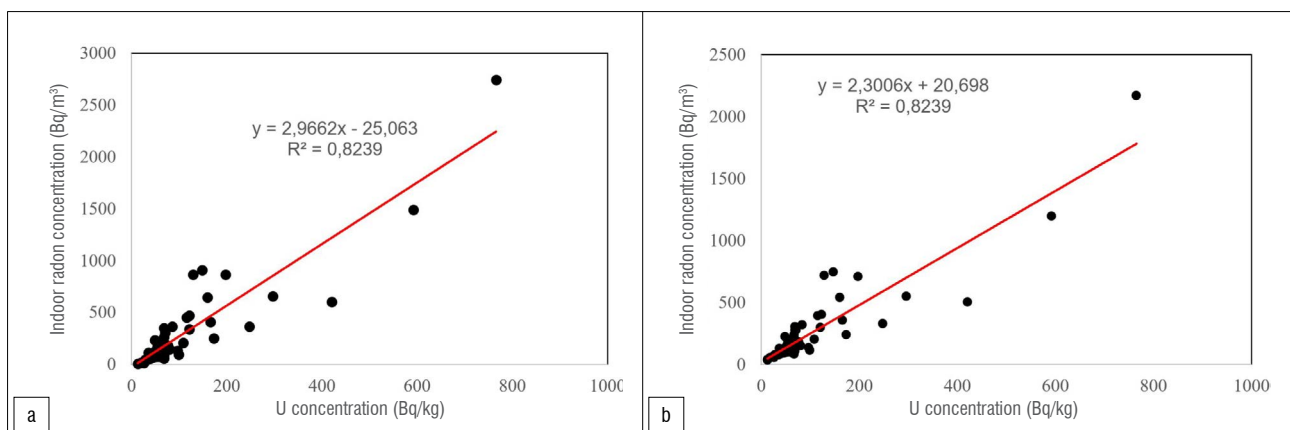 3000
2500
2000
1500
1000
500
0
Indoor radon concentration (Bq/m³)
y = 2,9662x - 25,063
R² = 0,8239
0
200
400
600
800
1000
U concentration (Bq/kg)
a
2500
2000
1500
1000
500
0
Indoor radon concentration (Bq/m³)
y = 2,3006x + 20,698
R² = 0,8239
0
200
400
600
800
1000
U concentration (Bq/kg)
b